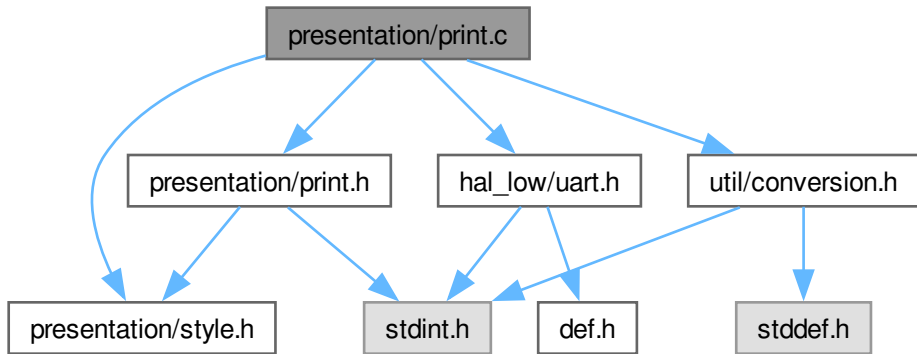 presentation/print.c
presentation/print.h
hal_low/uart.h
util/conversion.h
presentation/style.h
stdint.h
def.h
stddef.h